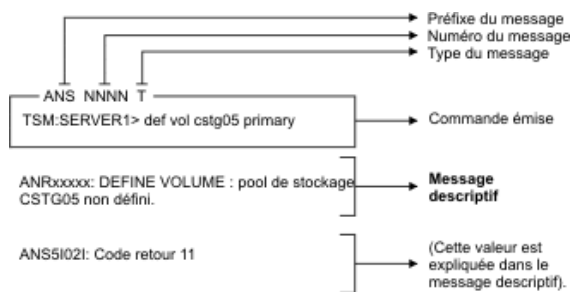 Préfixe du message
Numéro du message
Type du message
ANS NNNN T
TSM:SERVER1> def vol cstg05 primary
Commande émise
ANRxxxxx: DEFINE VOLUME : pool de stockage
CSTG05 non défini.
Message
descriptif
ANS5I02I: Code retour 11
(Cette valeur est
expliquée dans le
message descriptif).